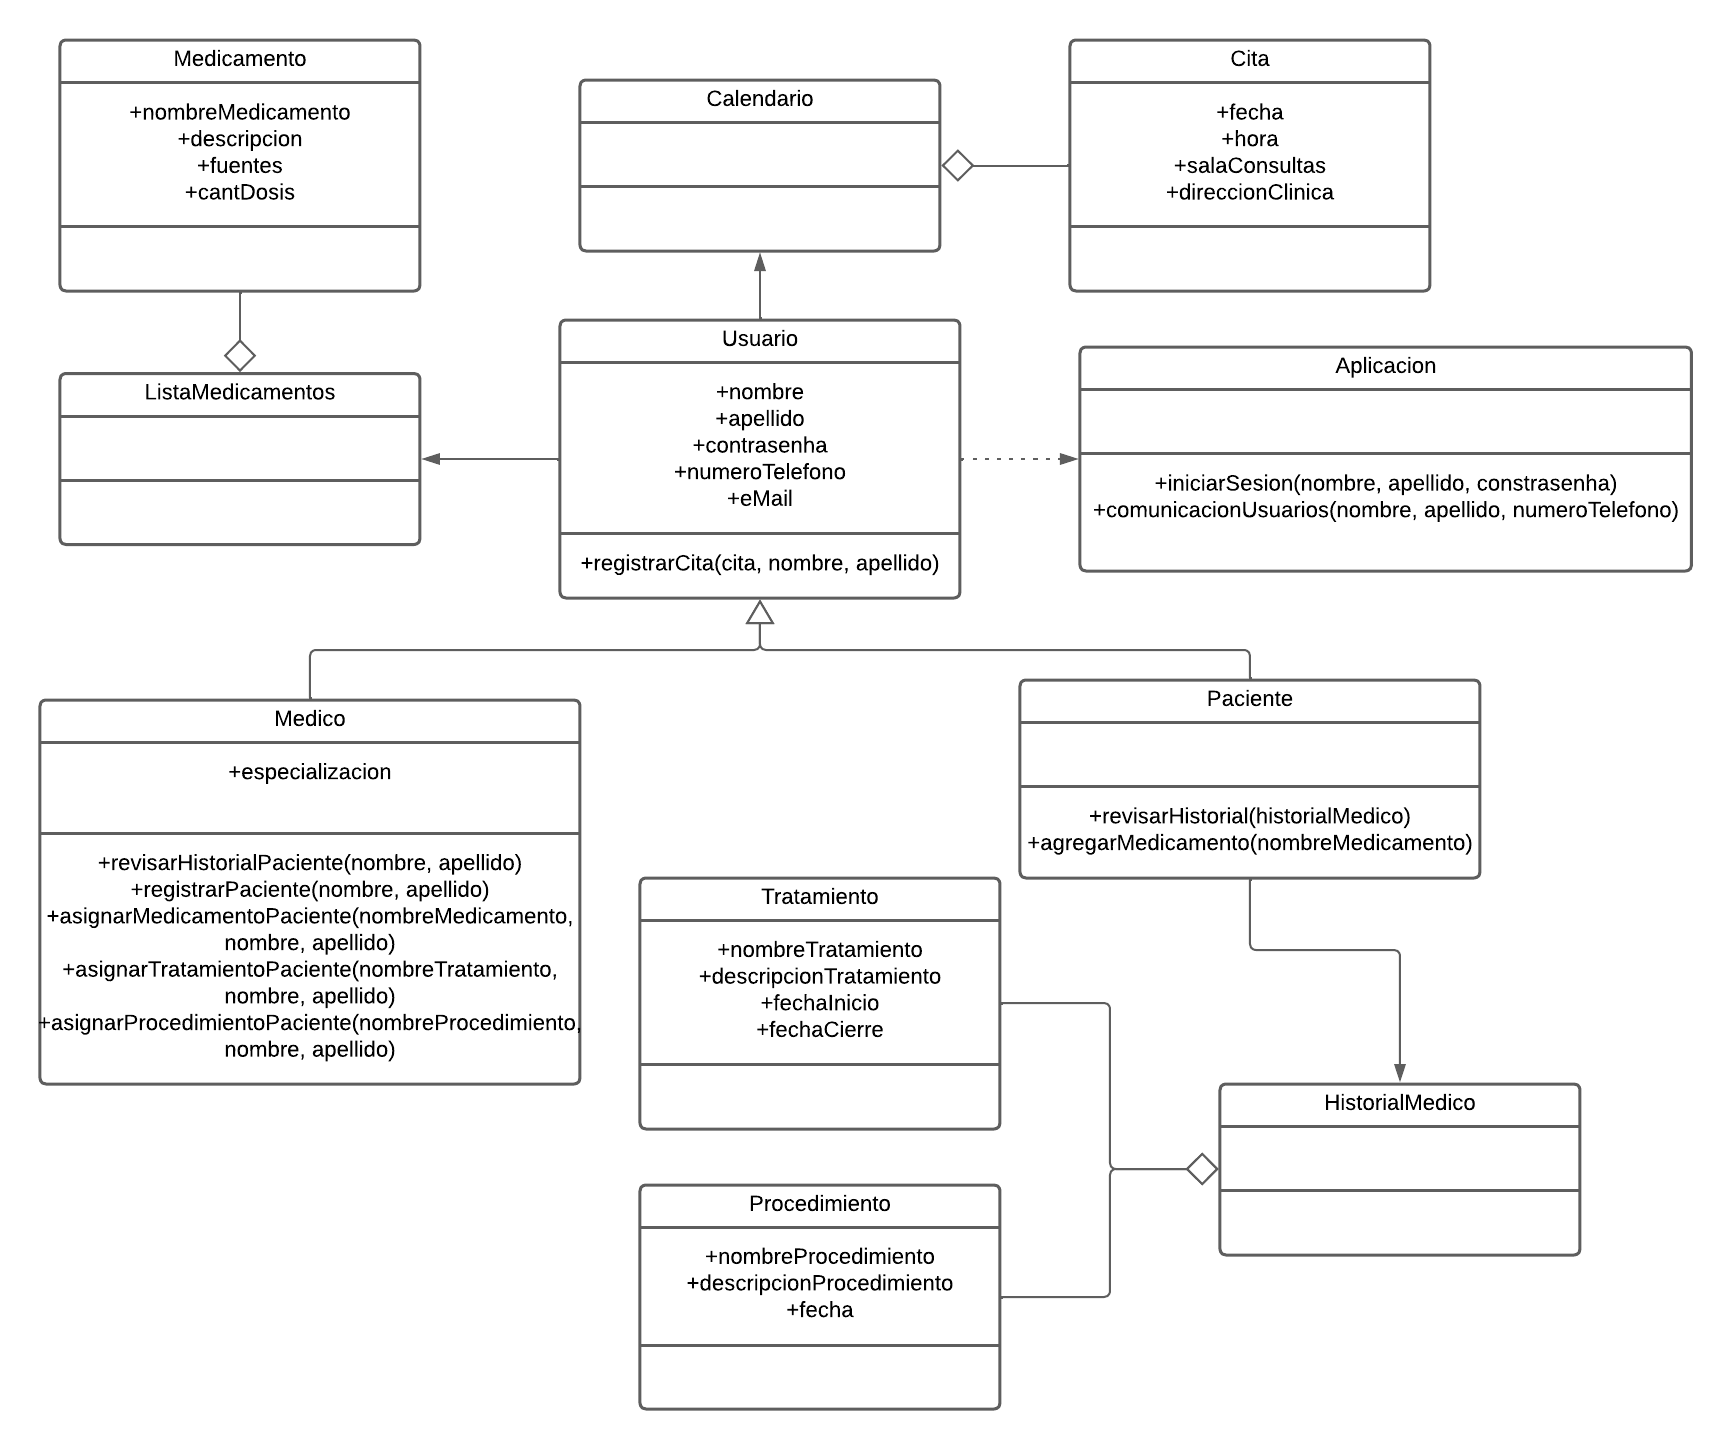 Medicamento
+nombreMedicamento
+descripcion
+fuentes
+cantDosis
Calendario
Cita
+fecha
+hora
+salaConsultas
+direccionClinica
ListaMedicamentos
Usuario
+nombre
+apellido
+contrasenha
+numeroTelefono
+eMail
+registrarCita(cita, nombre, apellido)
Aplicacion
+iniciarSesion(nombre, apellido, constrasenha)
+comunicacionUsuarios(nombre, apellido, numeroTelefono)
Medico
+especializacion
+revisarHistorialPaciente(nombre, apellido)
+registrarPaciente(nombre, apellido)
+asignarMedicamentoPaciente(nombreMedicamento,
nombre, apellido)
+asignarTratamientoPaciente(nombreTratamiento,
nombre, apellido)
+asignarProcedimientoPaciente(nombreProcedimiento,
nombre, apellido)
Paciente
+revisarHistorial(historialMedico)
+agregarMedicamento(nombreMedicamento)
Tratamiento
+nombreTratamiento
+descripcionTratamiento
+fechaInicio
+fechaCierre
HistorialMedico
Procedimiento
+nombreProcedimiento
+descripcionProcedimiento
+fecha